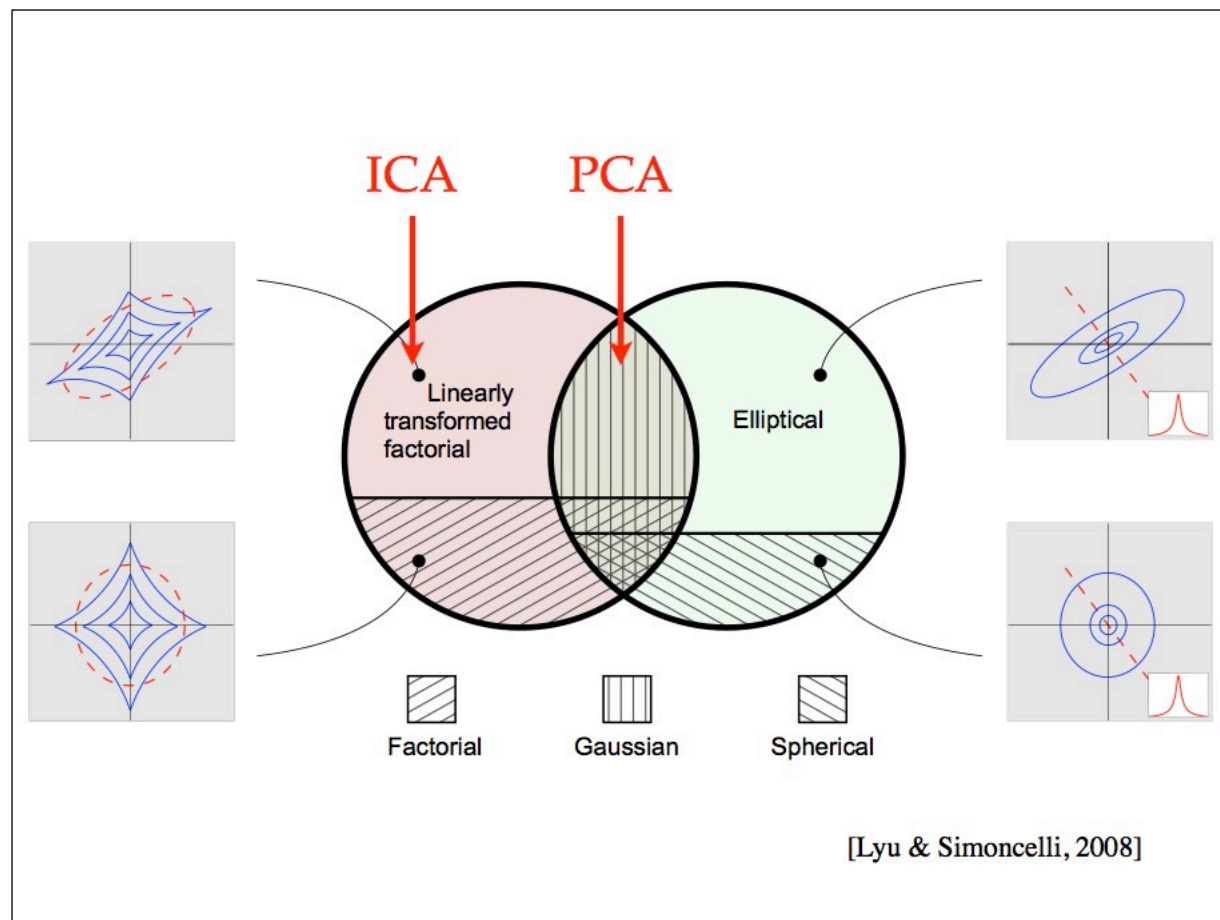 ICA
PCA
Linearly
transformed
factorial
Elliptical
Factorial
Gaussian
Spherical
[Lyu & Simoncelli, 2008]